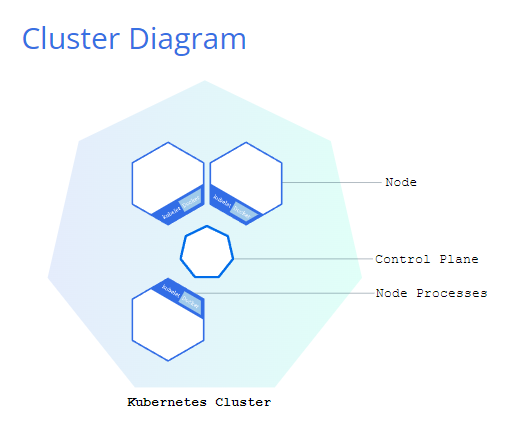 Cluster Diagram
kubelet
Docker
kubelet
Docker
Node
Control Plane
kubelet
Docker
Node Processes
Kubernetes Cluster